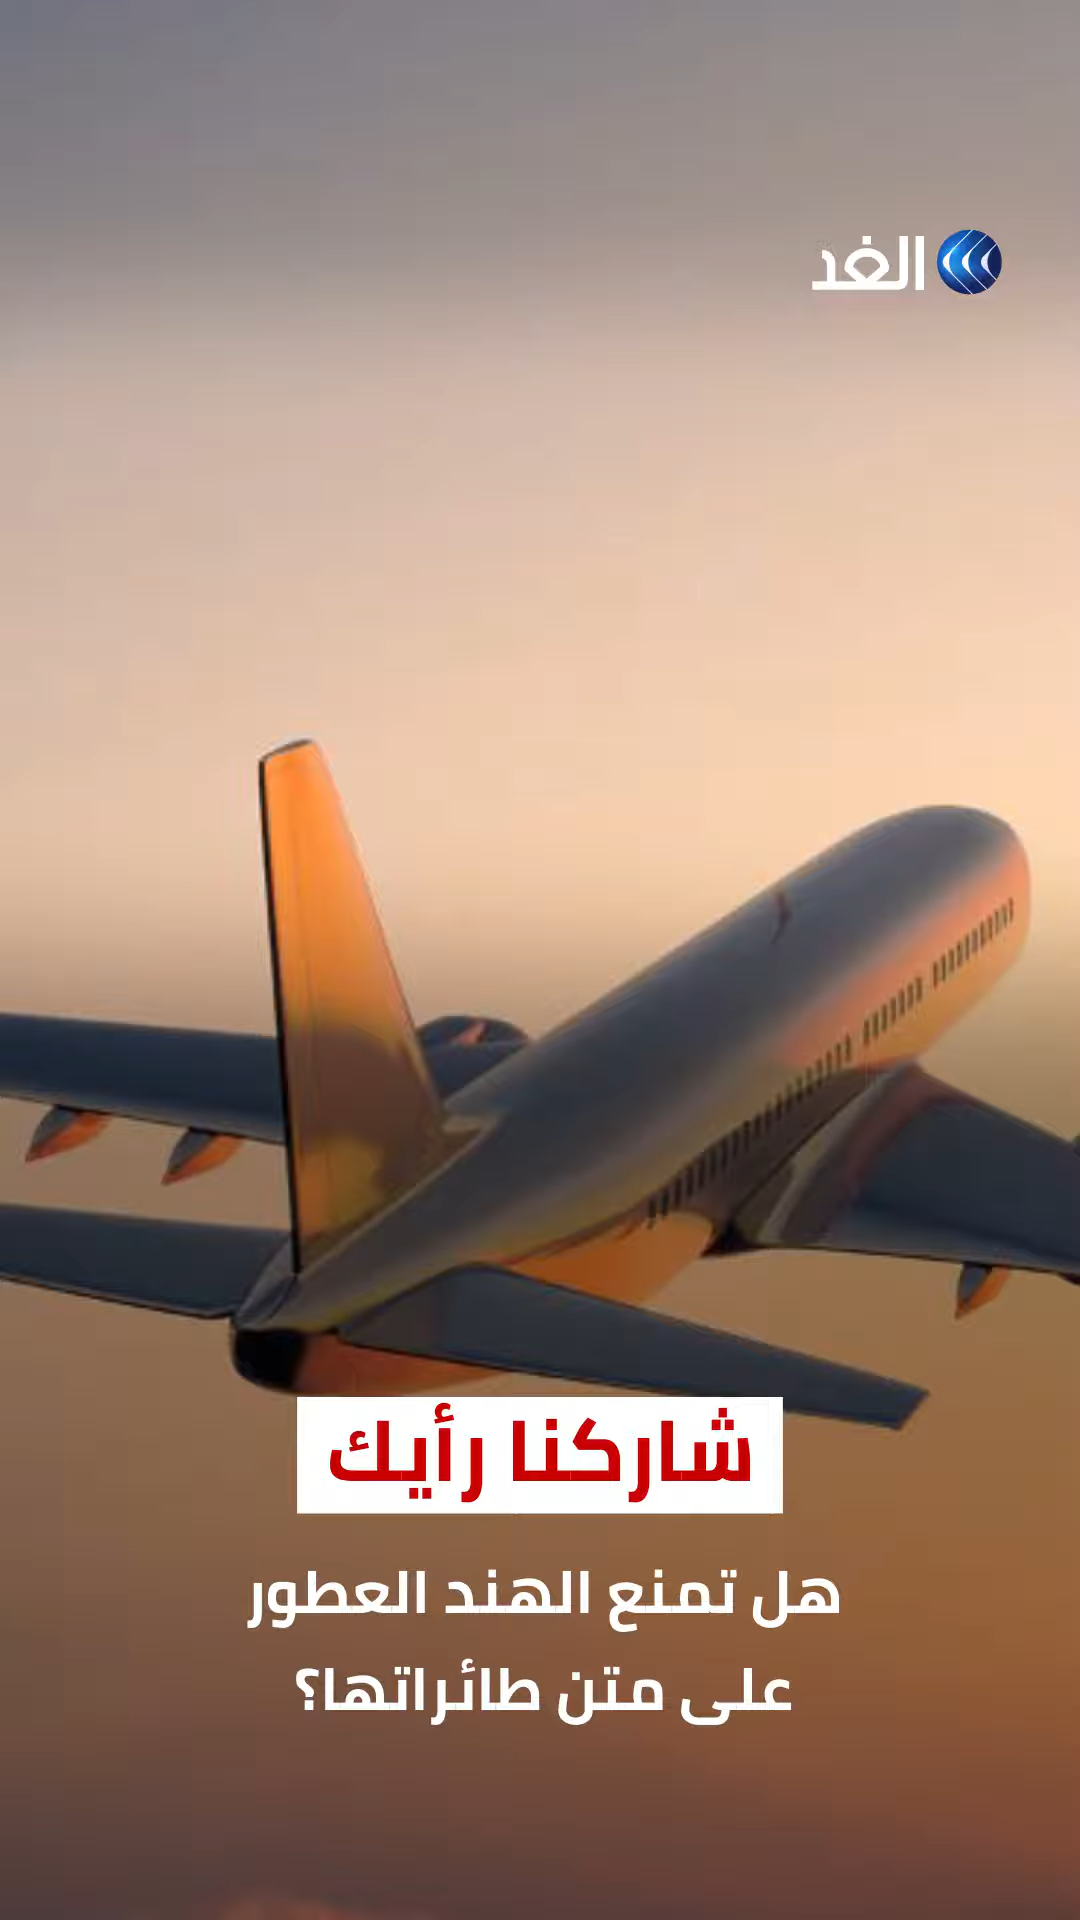 الغد
شاركنا رأيك
هل تمنع الهند العطور
على متن طائراتها؟